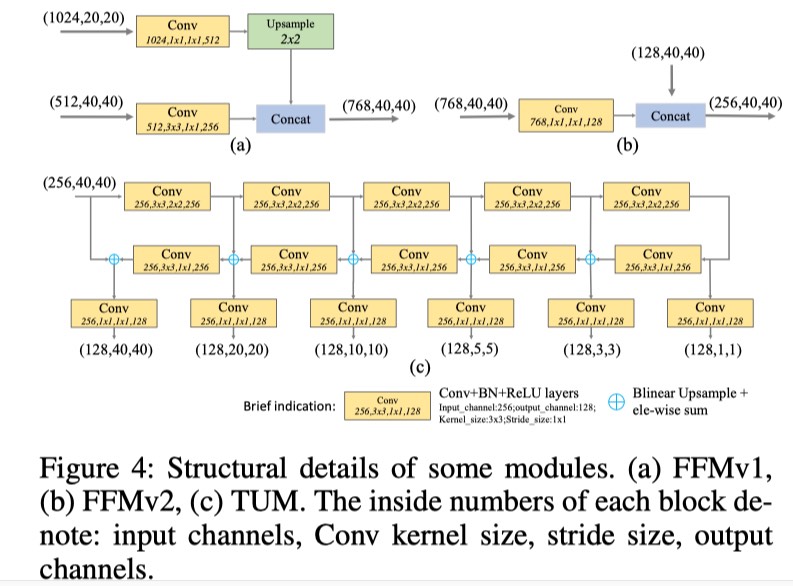 (1024,20,20)
Conv
1024,1x1,1x1,512
Upsample
2x2
(512,40,40)
Conv
512,3x3,1x1,256
Concat
(768,40,40)
(a)
(128,40,40)
(768,40,40)
Conv
768,1x1,1x1,128
Concat
(256,40,40)
(b)
(256,40,40)
Conv
256,3x3,2x2,256
Conv
256,3x3,2x2,256
Conv
256,3x3,2x2,256
Conv
256,3x3,2x2,256
Conv
256,3x3,2x2,256
Conv
256,3x3,1x1,256
Conv
256,3x3,1x1,256
Conv
256,3x3,1x1,256
Conv
256,3x3,1x1,256
Conv
256,3x3,1x1,256
Conv
256,1x1,1x1,128
Conv
256,1x1,1x1,128
Conv
256,1x1,1x1,128
Conv
256,1x1,1x1,128
Conv
256,1x1,1x1,128
Conv
256,1x1,1x1,128
(128,40,40)
(128,20,20)
(128,10,10)
(128,5,5)
(128,3,3)
(128,1,1)
(c)
Brief indication:
Conv
256,3x3,1x1,128
Conv+BN+ReLU layers
Input_channel:256;output_channel:128;
Kernel_size:3x3;Stride_size:1x1
Blinear Upsample +
ele-wise sum
Figure 4: Structural details of some modules. (a) FFMv1,
(b) FFMv2, (c) TUM. The inside numbers of each block de-
note: input channels, Conv kernel size, stride size, output
channels.